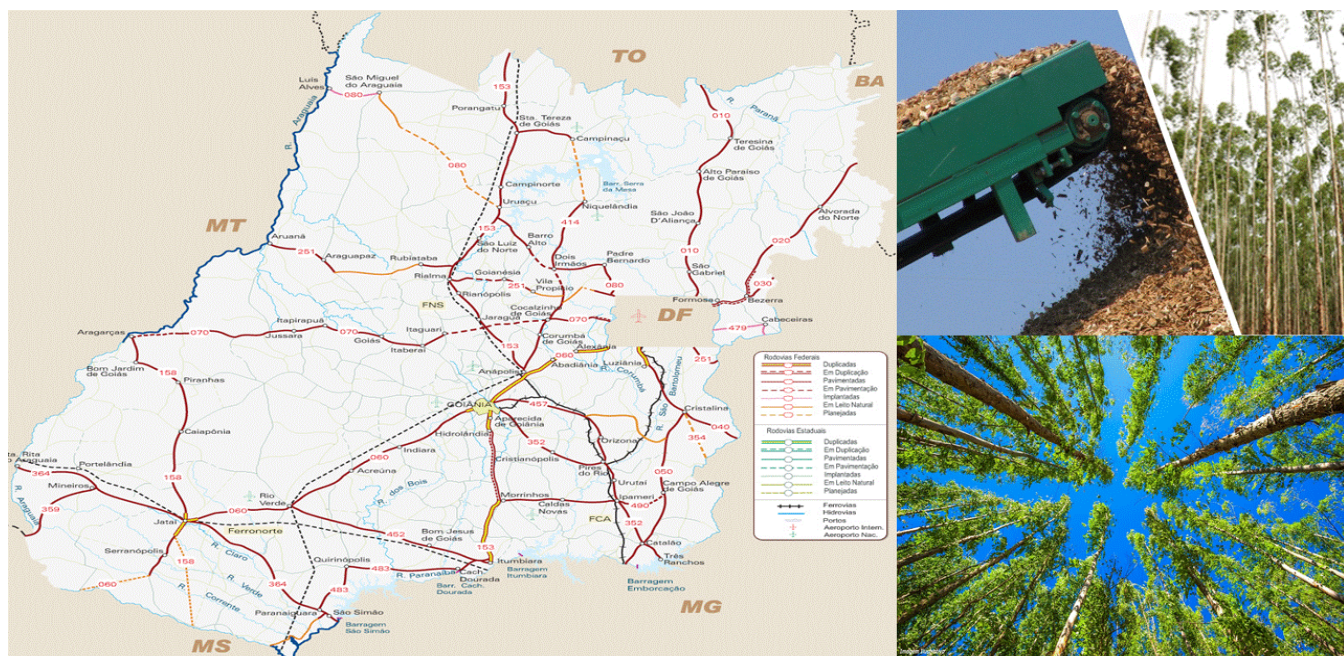 TO
BA
MT
DF
MG
MS
Luis
Alves
São Miguel
do Araguaia
080
R. Araguaia
153
Porangatú
Sta. Tereza
de Goiás
Campinaçu
010
R. Paranã
Teresina
de Goiás
080
Alto Paraíso
de Goiás
Campinorte
Barr. Serra
da Mesa
Uruaçu
Niquelândia
São João
D'Aliança
Alvorada
do Norte
414
153
020
Aruanã
251
Araguapaz
Rubiataba
São Luiz
do Norte
Barro
Alto
Dois
Irmãos
Padre
Bernardo
010
São
Gabriel
Rialma
Goianésia
251
Vila
Propício
080
030
Rianópolis
FNS
Formosa
Bezerra
Cocalzinho
de Goiás
070
Cabeceiras
479
Itapirapuã
Itaguari
Jaraguá
Aragarças
070
Jussara
070
Goiás
Itaberaí
153
Corumbá
de Goiás
Alexânia
060
Abadiânia
Luziânia
251
Bom Jardim
de Goiás
158
Piranhas
Anápolis
R. Corumbá
R. São Bartolomeu
GOIÂNIA
457
Aparecida
de Goiânia
Cristalina
Caiapônia
Hidrolândia
352
Orizona
354
040
Indiara
060
Cristianópolis
Pires
do Rio
Portelândia
364
R. Araguaia
Mineiros
158
Acreúna
050
Urutaí
Campo Alegre
de Goiás
359
Rio
Verde
R. dos Bois
Morrinhos
Caldas
Novas
Ipameri
490
Jataí
060
Ferronorte
452
Bom Jesus
de Goiás
FCA
352
Serranópolis
158
R. Claro
153
Catalão
060
Quirinópolis
Itumbiara
Três
Ranchos
R. Verde
364
483
R. Paranaíba
Cach.
Dourada
Barragem
Itumbiara
Barr. Cach.
Dourada
Barragem
Emborcação
R. Corrente
483
Paranaiguara
São Simão
Barragem
São Simão
Rodovias Federais
Duplicadas
Em Duplicação
Pavimentadas
Em Pavimentação
Implantadas
Em Leito Natural
Planejadas
Rodovias Estaduais
Duplicadas
Em Duplicação
Pavimentadas
Em Pavimentação
Implantadas
Em Leito Natural
Planejadas
Ferrovias
Hidrovias
Portos
Aeroporto Intern.
Aeroporto Nac.